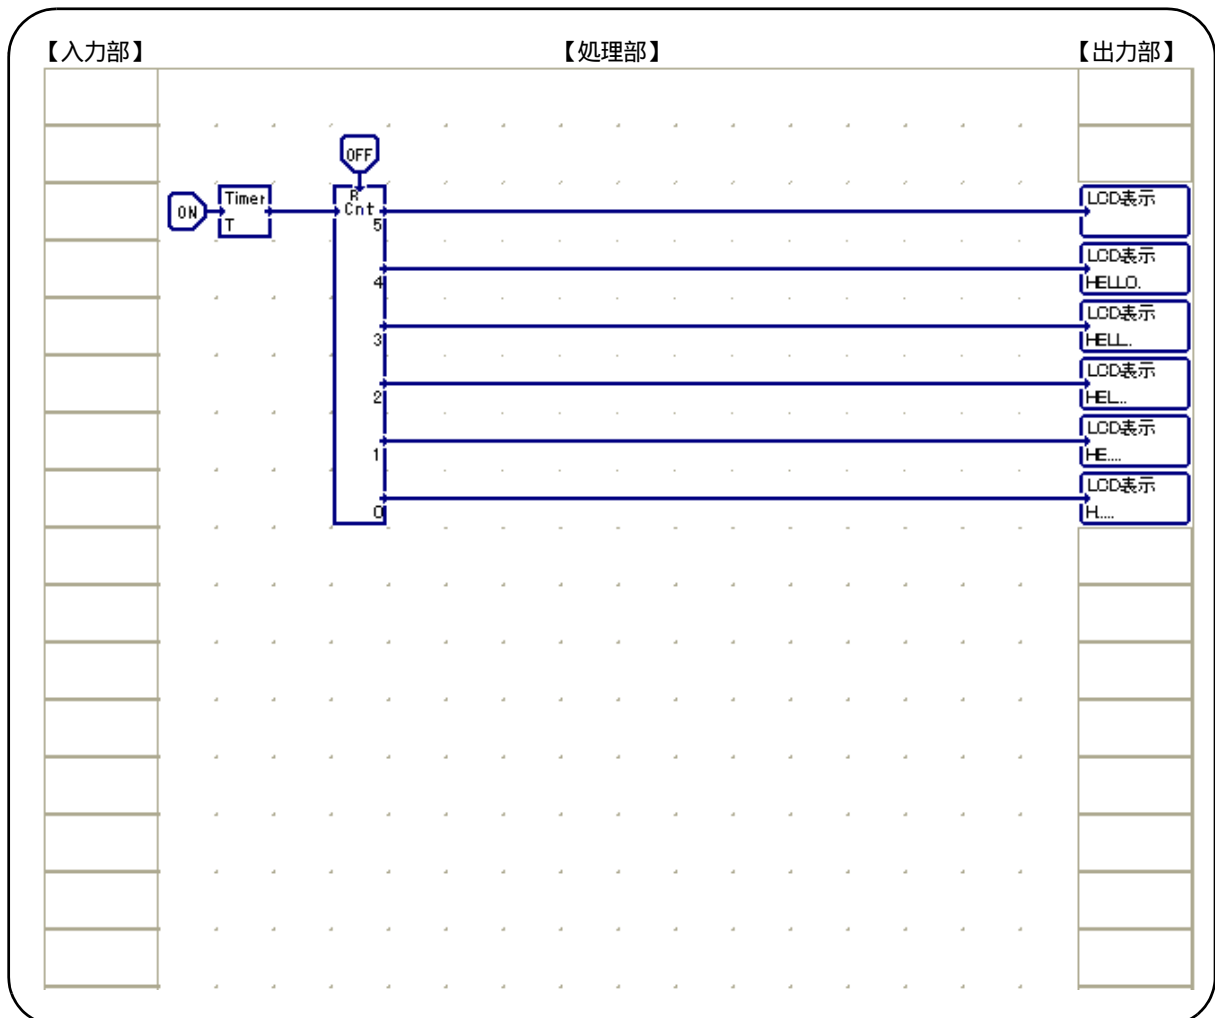 【入力部】 【処理部】 【出力部】
OFF
ON
Timer
T
R
Cnt
5
4
3
2
1
0
LCD表示
LCD表示
HELLO.
LCD表示
HELL..
LCD表示
HEL...
LCD表示
HE....
LCD表示
H.....